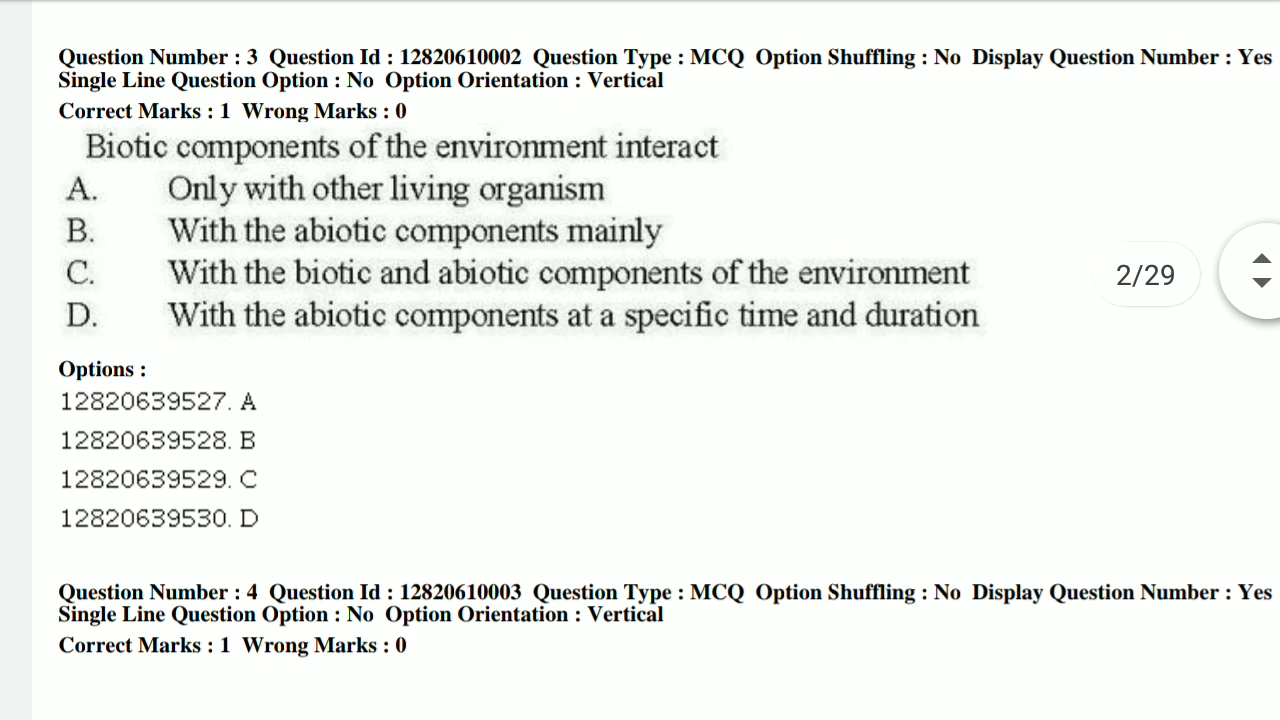 Question Number : 3 Question Id : 12820610002 Question Type : MCQ Option Shuffling : No Display Question Number : Yes
Single Line Question Option : No Option Orientation : Vertical
Correct Marks : 1 Wrong Marks : 0
Biotic components of the environment interact
A. Only with other living organism
B. With the abiotic components mainly
C. With the biotic and abiotic components of the environment
D. With the abiotic components at a specific time and duration
2/29
Options :
12820639527. A
12820639528. B
12820639529. C
12820639530. D
Question Number : 4 Question Id : 12820610003 Question Type : MCQ Option Shuffling : No Display Question Number : Yes
Single Line Question Option : No Option Orientation : Vertical
Correct Marks : 1 Wrong Marks : 0